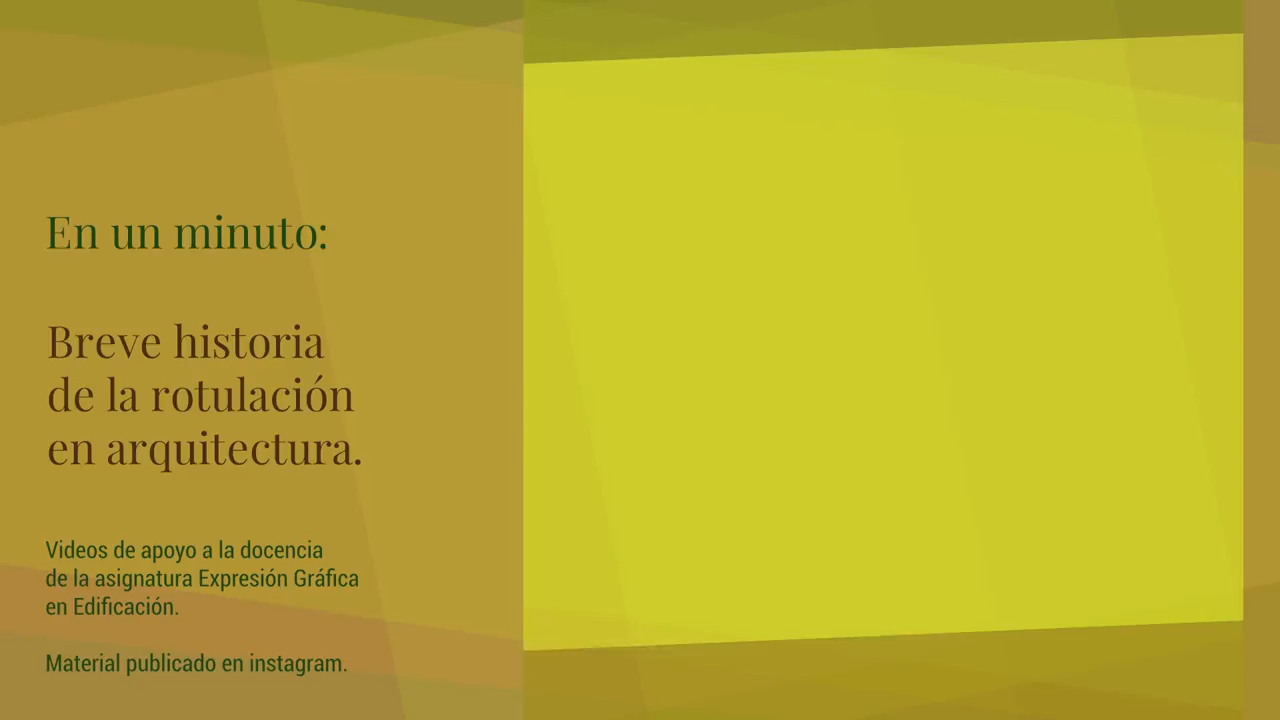 En un minuto:
Breve historia
de la rotulación
en arquitectura.
Videos de apoyo a la docencia
de la asignatura Expresión Gráfica
en Edificación.
Material publicado en instagram.